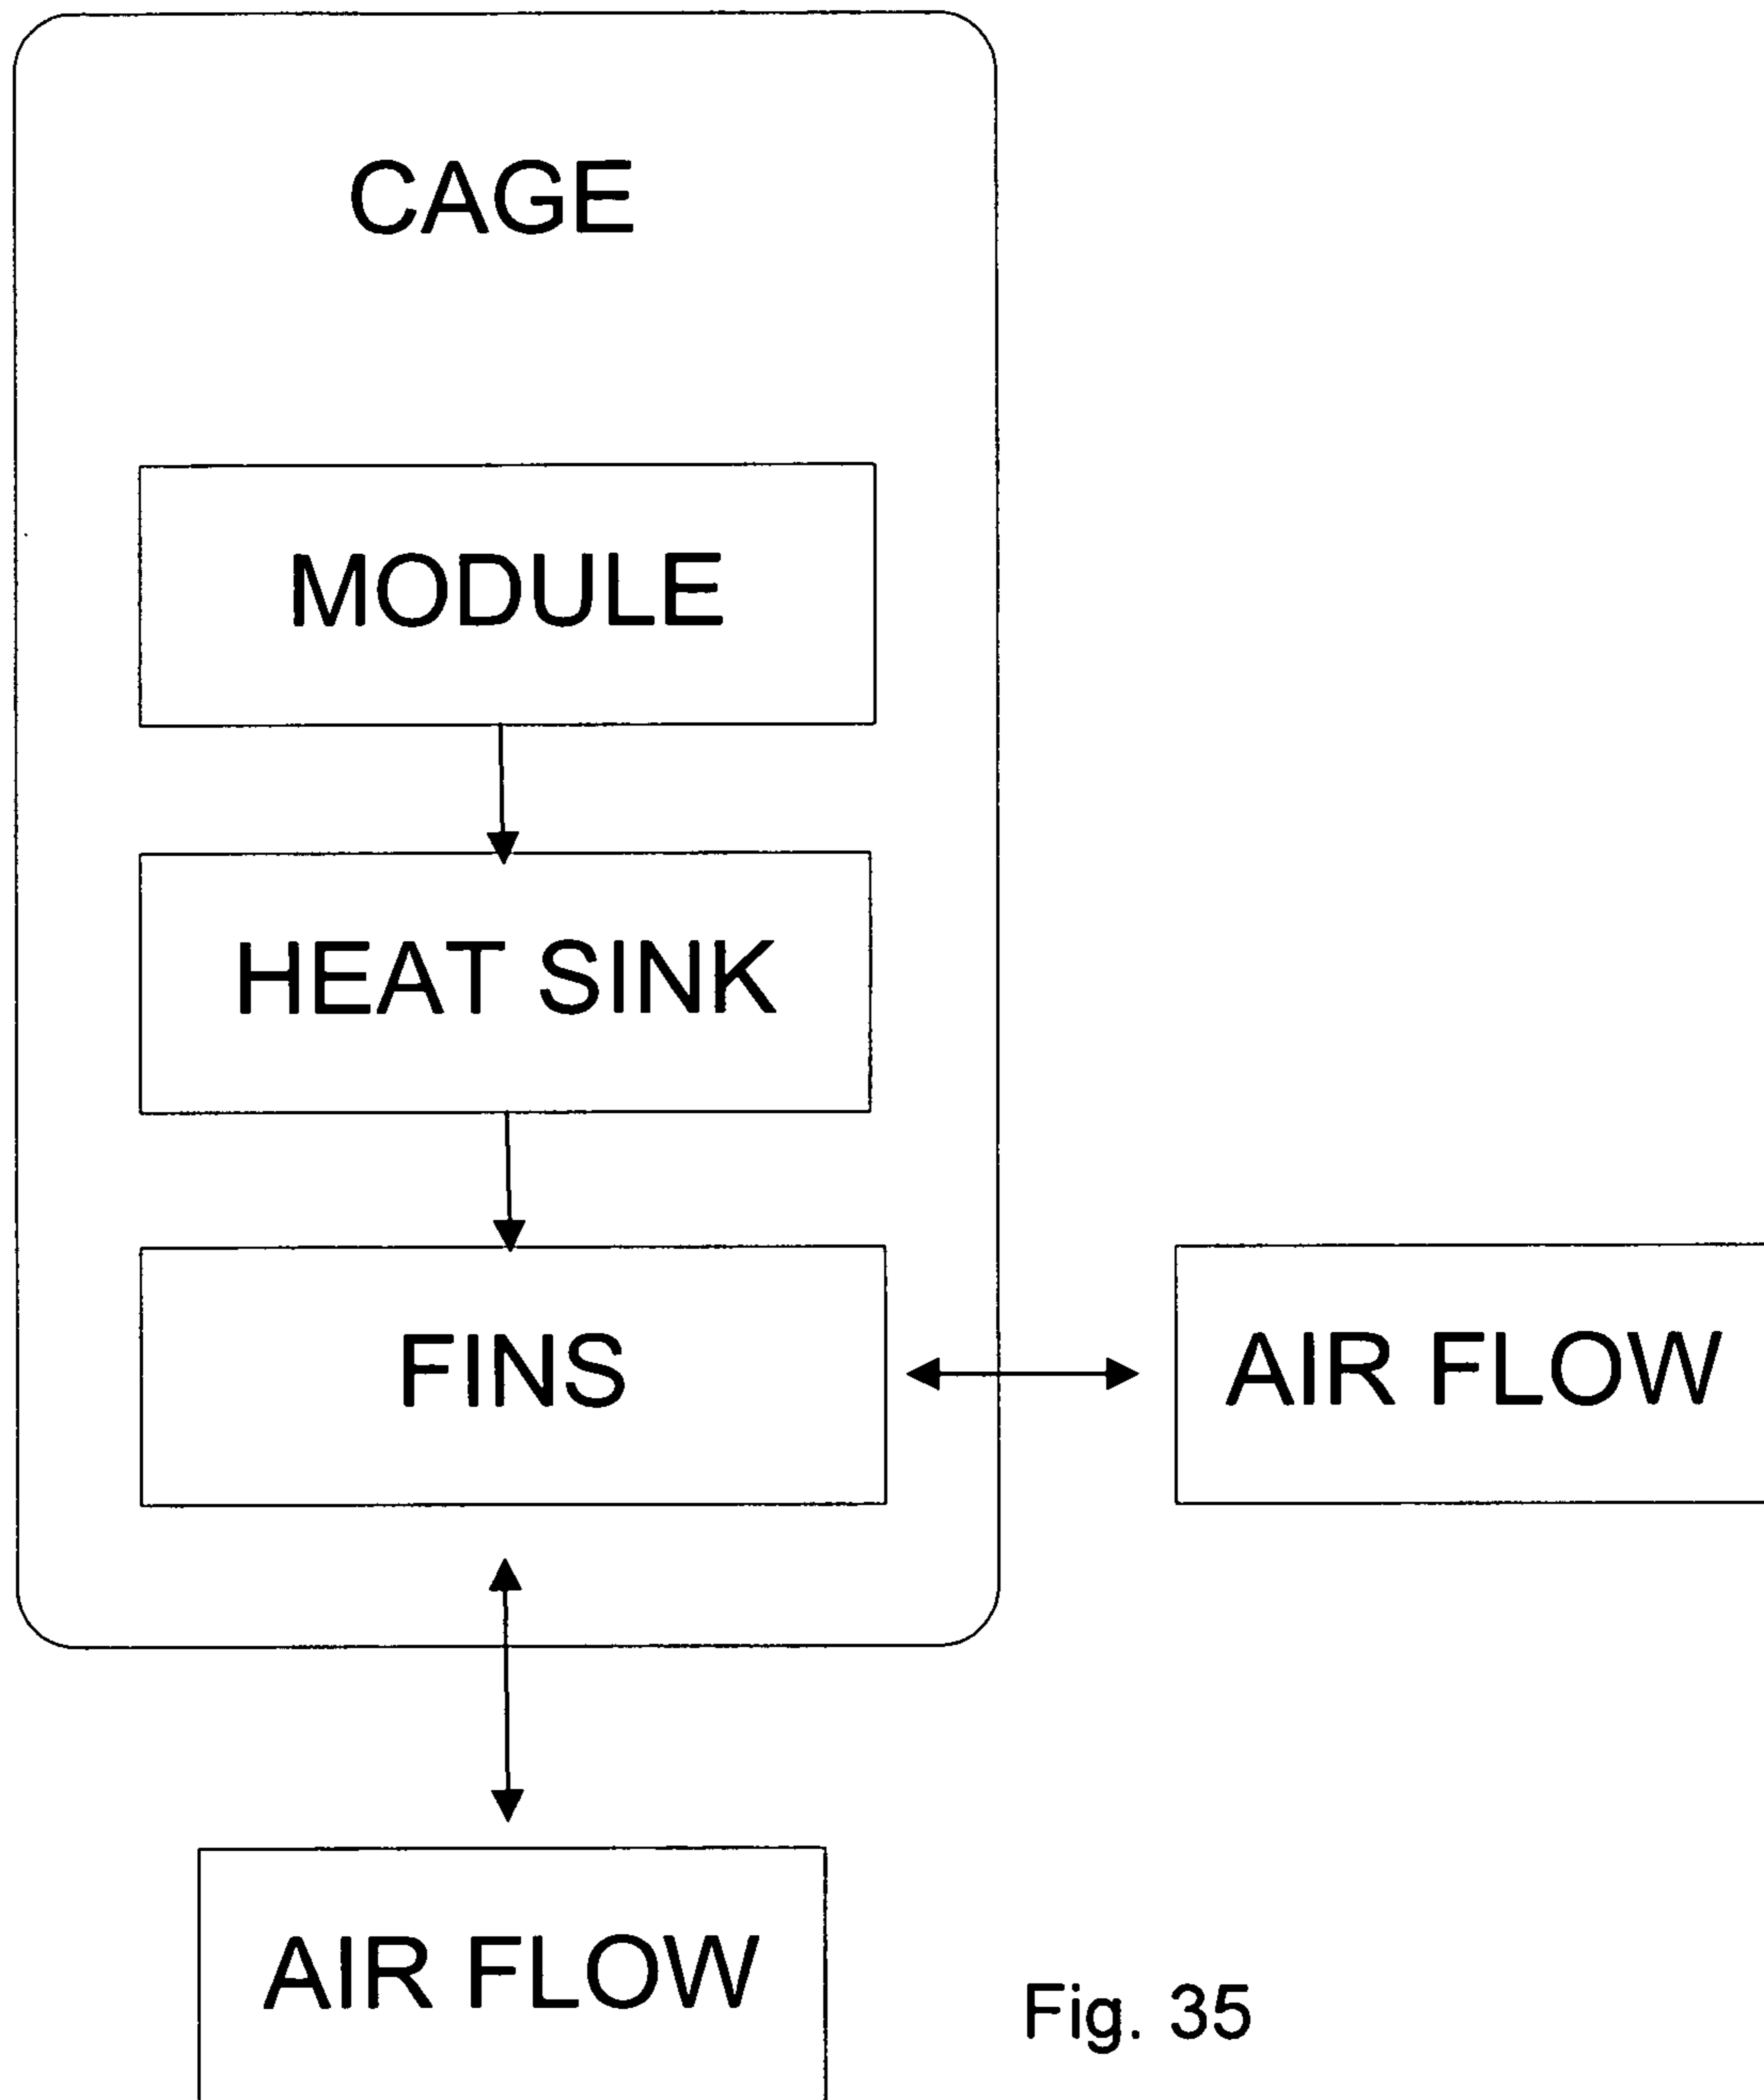 CAGE
MODULE
HEAT SINK
FINS
AIR FLOW
AIR FLOW
Fig. 35